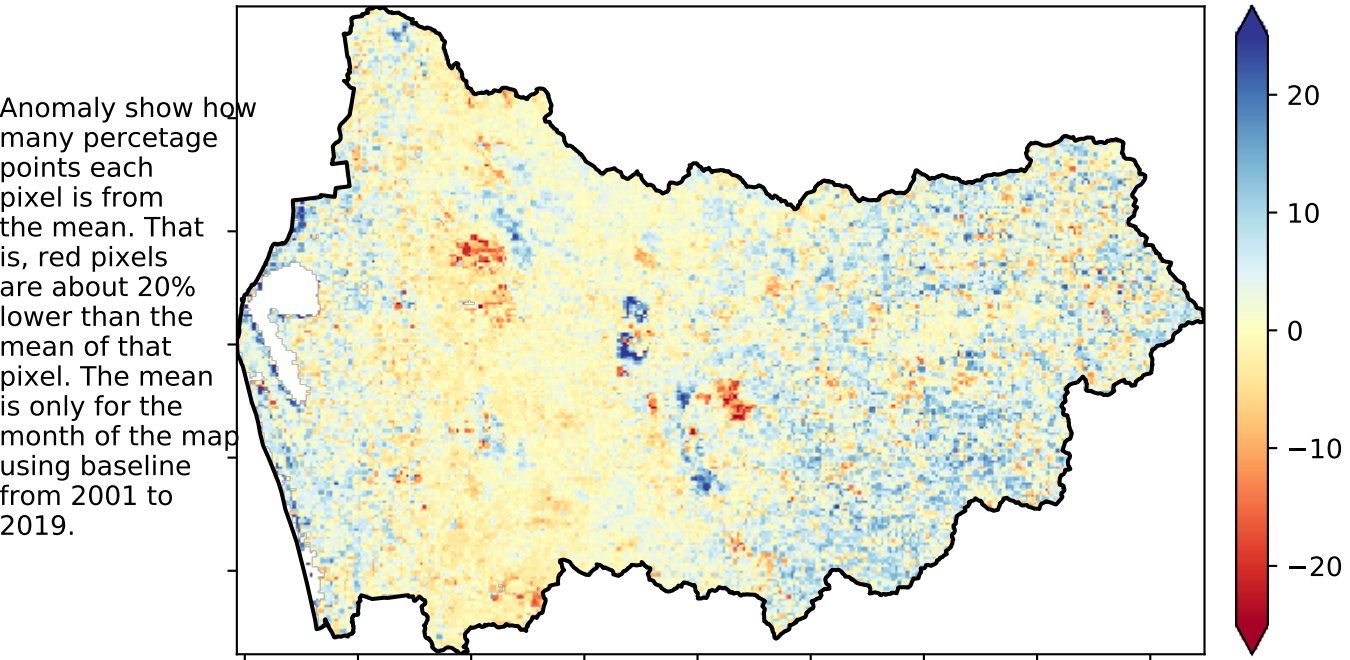 Anomaly show how
many percetage
points each
pixel is from
the mean. That
is, red pixels
are about 20%
lower than the
mean of that
pixel. The mean
is only for the
month of the map
using baseline
from 2001 to
2019.
20
10
0
−10
−20